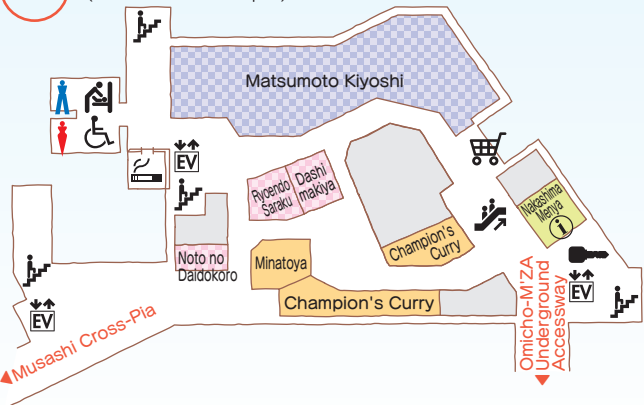 Matsumoto Kiyoshi
EV
Ryoendo
Saraku
Dashi
makiya
Nakashima
Menya
Noto no
Daidokoro
Minatoya
Champion's
Curry
Champion's Curry
EV
EV
Musashi Cross-Pia
Omicho-M'ZA
Underground
Accessway